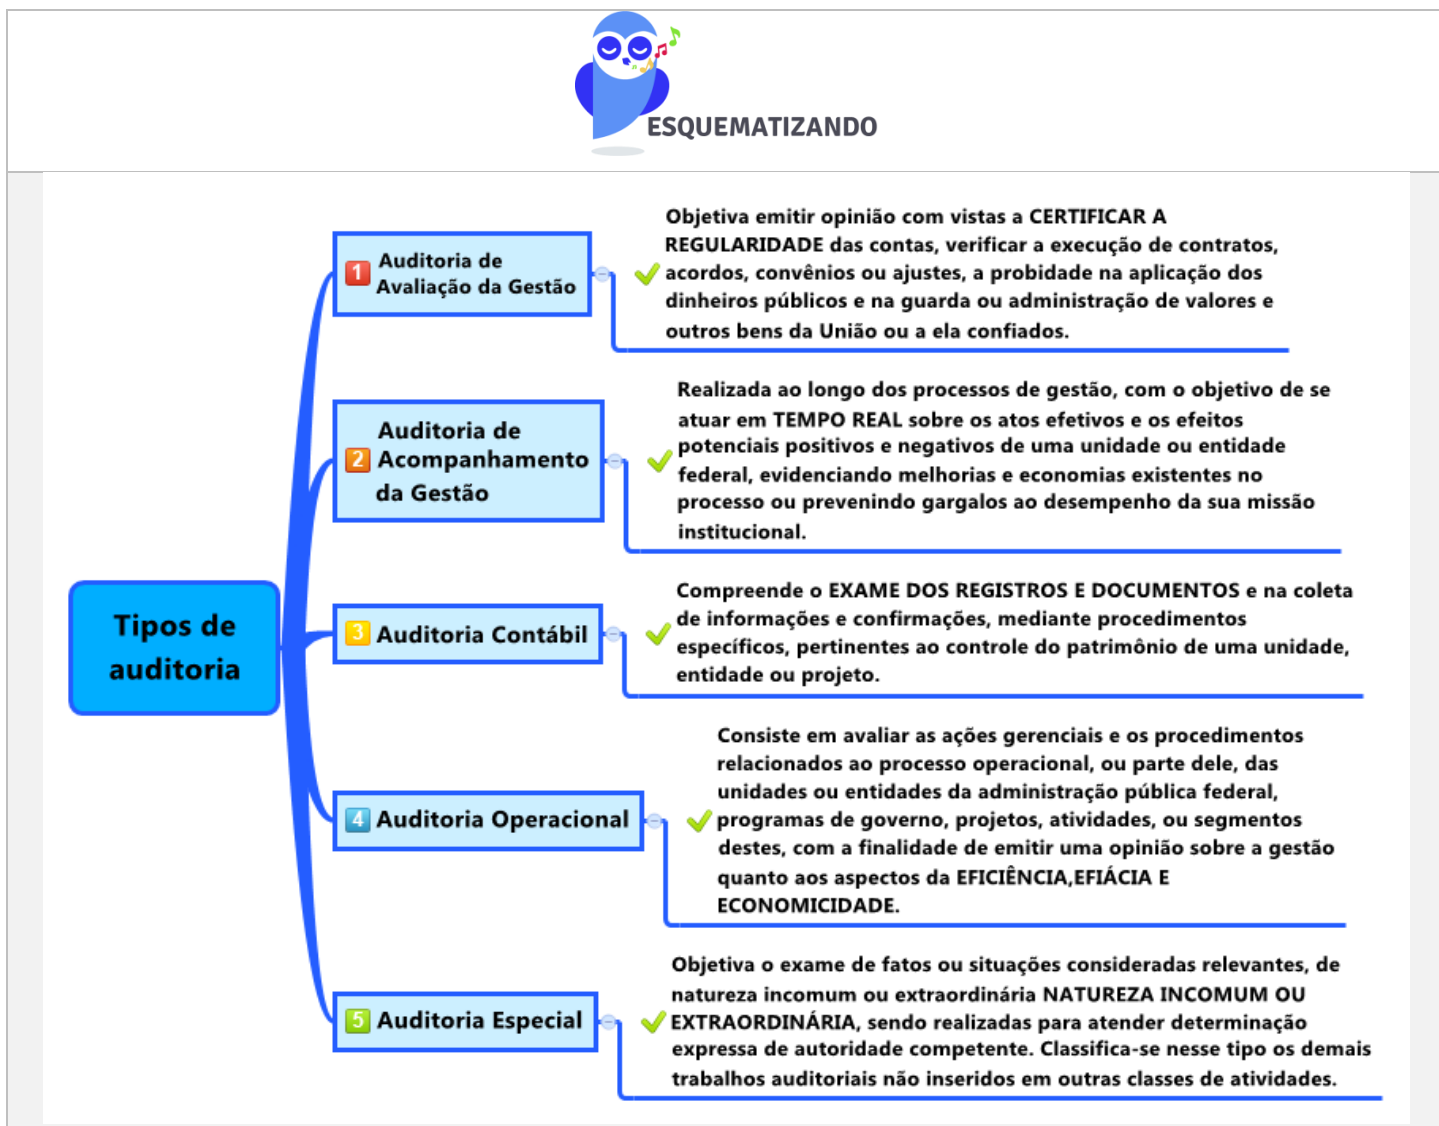 ESQUEMATIZANDO
Tipos de
auditoria
1 Auditoria de
Avaliação da Gestão
Objetiva emitir opinião com vistas a CERTIFICAR A
REGULARIDADE das contas, verificar a execução de contratos,
acordos, convênios ou ajustes, a probidade na aplicação dos
dinheiros públicos e na guarda ou administração de valores e
outros bens da União ou a ela confiados.
2 Auditoria de
Acompanhamento
da Gestão
Realizada ao longo dos processos de gestão, com o objetivo de se
atuar em TEMPO REAL sobre os atos efetivos e os efeitos
potenciais positivos e negativos de uma unidade ou entidade
federal, evidenciando melhorias e economias existentes no
processo ou prevenindo gargalos ao desempenho da sua missão
institucional.
3 Auditoria Contábil
Compreende o EXAME DOS REGISTROS E DOCUMENTOS e na coleta
de informações e confirmações, mediante procedimentos
específicos, pertinentes ao controle do patrimônio de uma unidade,
entidade ou projeto.
4 Auditoria Operacional
Consiste em avaliar as ações gerenciais e os procedimentos
relacionados ao processo operacional, ou parte dele, das
unidades ou entidades da administração pública federal,
programas de governo, projetos, atividades, ou segmentos
destes, com a finalidade de emitir uma opinião sobre a gestão
quanto aos aspectos da EFICIÊNCIA,EFIÁCIA E
ECONOMICIDADE.
5 Auditoria Especial
Objetiva o exame de fatos ou situações consideradas relevantes, de
natureza incomum ou extraordinária NATUREZA INCOMUM OU
EXTRAORDINÁRIA, sendo realizadas para atender determinação
expressa de autoridade competente. Classifica-se nesse tipo os demais
trabalhos auditoriais não inseridos em outras classes de atividades.